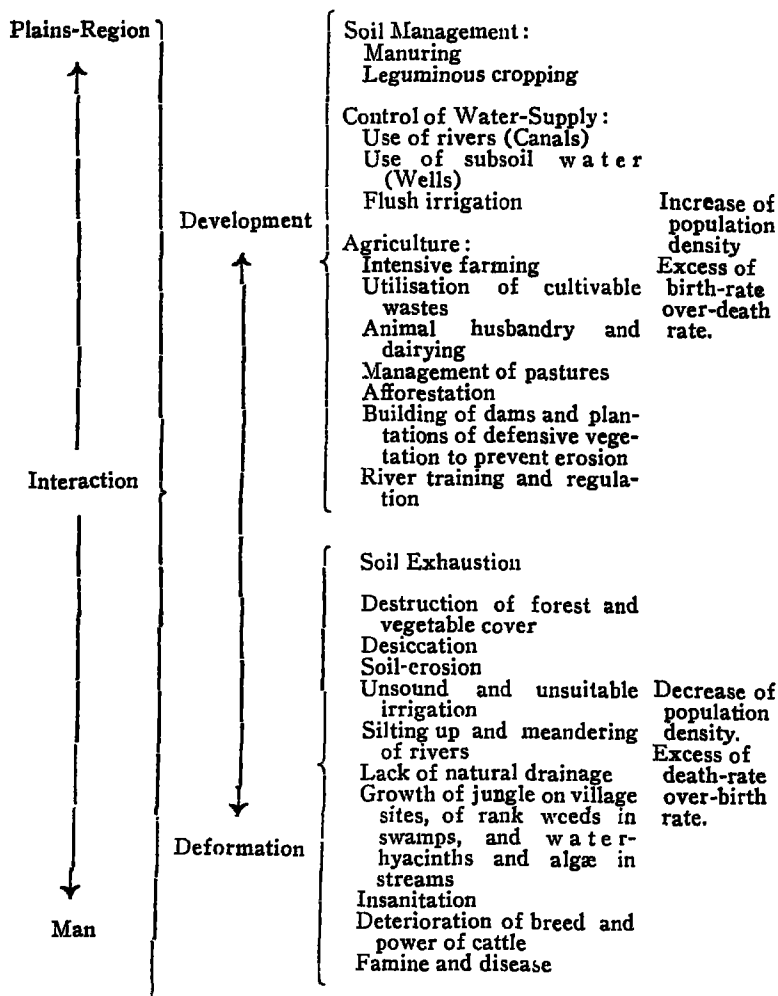 Plains-Region
Interaction
Man
Development
Deformation
Soil Management:
Manuring
Leguminous cropping
Control of Water-Supply:
Use of rivers (Canals)
Use of subsoil water
(Wells)
Flush irrigation
Agriculture:
Intensive farming
Utilisation of cultivable
wastes
Animal husbandry and
dairying
Management of pastures
Afforestation
Building of dams and plan-
tations of defensive vege-
tation to prevent erosion
River training and regula-
tion
Increase of
population
density
Excess of
birth-rate
over-death
rate.
Soil Exhaustion
Destruction of forest and
vegetable cover
Desiccation
Soil-erosion
Unsound and unsuitable
irrigation
Silting up and meandering
of rivers
Lack of natural drainage
Growth of jungle on village
sites, of rank weeds in
swamps, and water-
hyacinths and algæ in
streams
Insanitation
Deterioration of breed and
power of cattle
Famine and disease
Decrease of
population
density.
Excess of
death-rate
over-birth
rate.